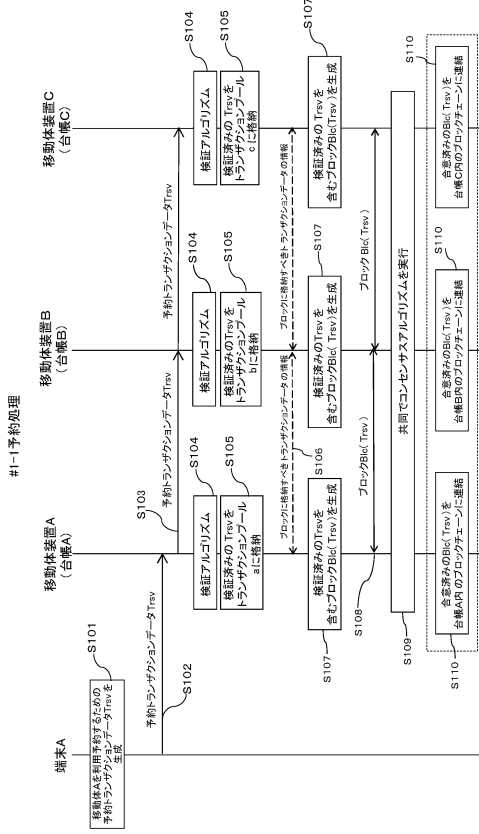 #1-1予約処理
端末A
移動体装置A
(台帳A)
移動体装置B
(台帳B)
移動体装置C
(台帳C)
移動体Aを利用予約するための
予約トランザクションデータTrsvを
生成
S101
予約トランザクションデータTrsv
S102
予約トランザクションデータTrsv
S103
予約トランザクションデータTrsv
検証アルゴリズム
S104
検証アルゴリズム
S104
検証アルゴリズム
S104
検証済みの Trsvを
トランザクションプール
aに格納
S105
検証済みの Trsvを
トランザクションプール
bに格納
S105
検証済みの Trsvを
トランザクションプール
cに格納
S105
ブロックに格納すべきトランザクションデータの情報
S106
ブロックに格納すべきトランザクションデータの情報
検証済みのTrsvを
含むブロックBlc(Trsv)を生成
S107
検証済みのTrsvを
含むブロックBlc(Trsv)を生成
S107
検証済みの Trsvを
含むブロックBlc(Trsv)を生成
S107
ブロックBlc(Trsv)
S108
ブロックBlc(Trsv)
共同でコンセンサスアルゴリズムを実行
S109
合意済みのBlc(Trsv)を
台帳A内のブロックチェーンに連結
S110
合意済みのBlc(Trsv)を
台帳B内のブロックチェーンに連結
S110
合意済みのBlc(Trsv)を
台帳C内のブロックチェーンに連結
S110